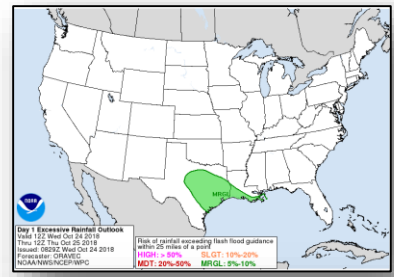 MRGL
noaa
Day 1 Excessive Rainfall Outlook
Valid 12Z Wed Oct 24 2018
Thru 12Z Thu Oct 25 2018
Issued: 0829Z Wed Oct 24 2018
Forecaster: ORAVEC
NOAA/NWS/NCEP/WPC
Risk of rainfall exceeding flash flood guidance
within 25 miles of a point
HIGH: > 50% SLGT: 10%-20%
MDT: 20%-50% MRGL: 5%-10%